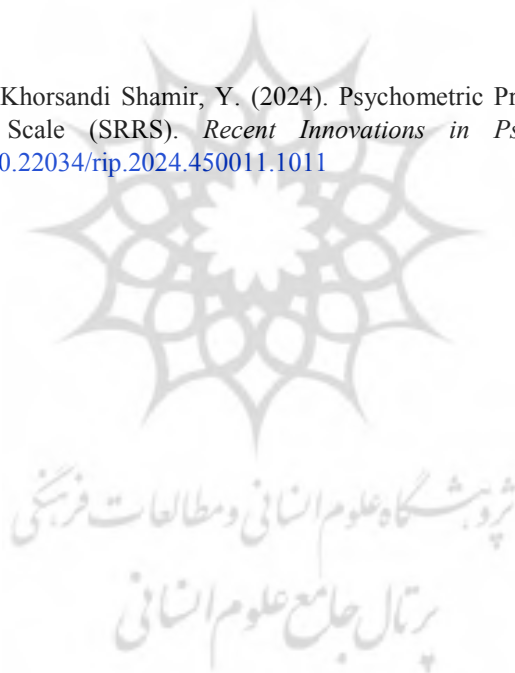 Khorsandi Shamir, Y. (2024). Psychometric Pr
Scale (SRRS). Recent Innovations in Ps
0.22034/rip.2024.450011.1011
پژوهشگاه علوم انسانی و مطالعات فرهنگی
پرتال جامع علوم انسانی